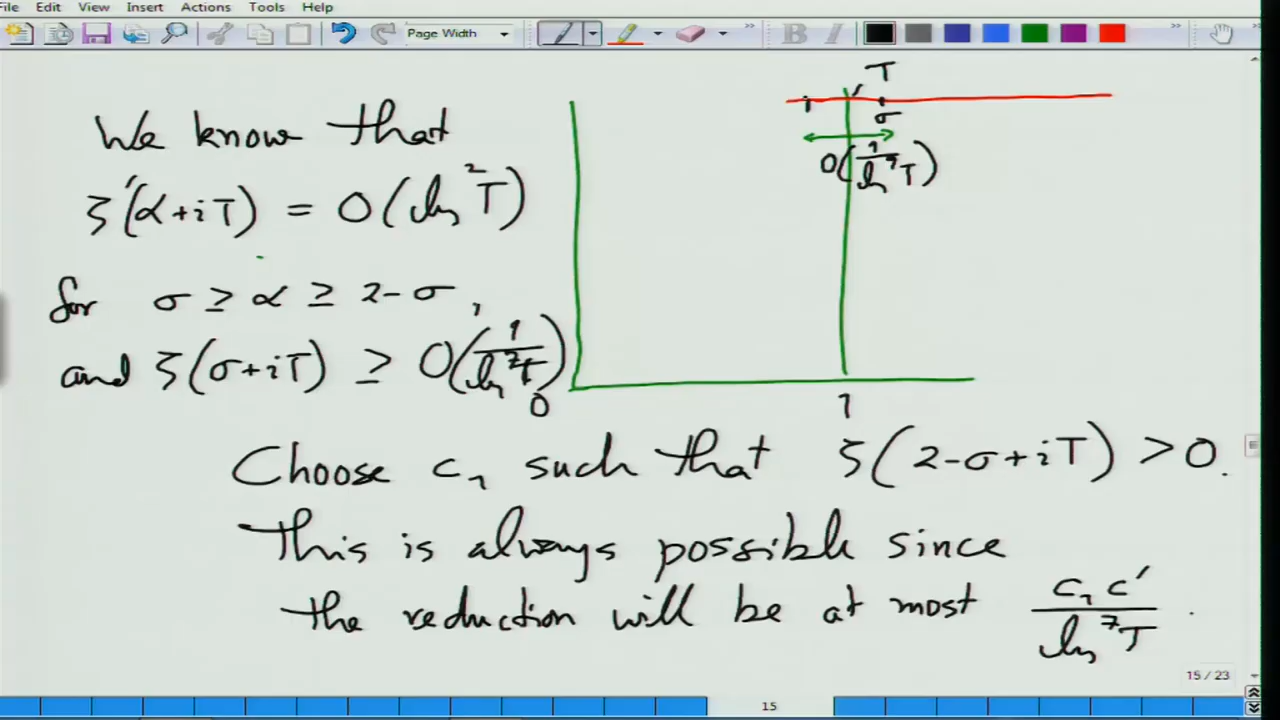 File Edit View Insert Actions Tools Help
Page Width
B I
We know that
ζ'(α+iT) = O(ln²T)
for σ ≥ α ≥ 2-σ,
and ζ(σ+iT) ≥ O(1/ln⁷T)
T
σ
O(1/ln⁹T)
0
1
Choose c₁ such that ζ(2-σ+iT) > 0.
This is always possible since
the reduction will be at most c₁c'/ln⁷T.
15 / 23
15